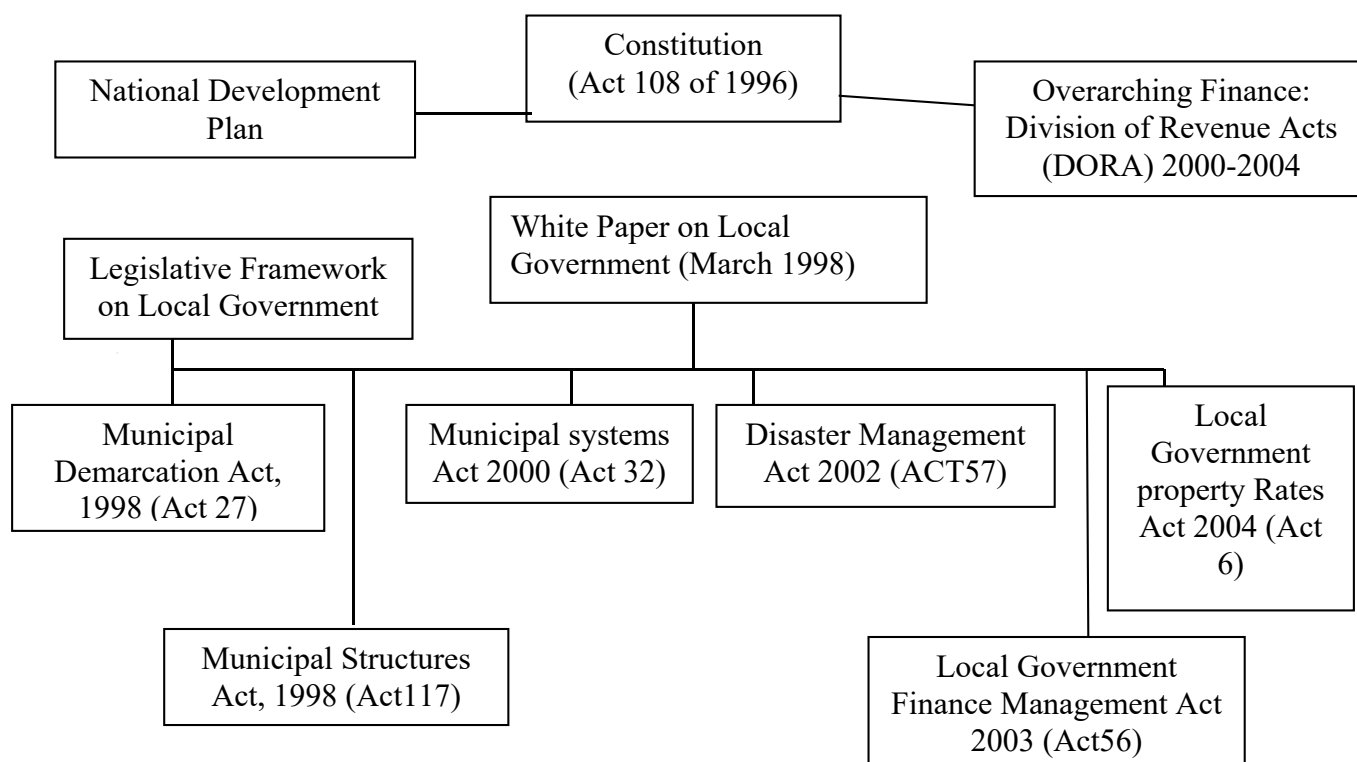 Constitution
(Act 108 of 1996)
National Development
Plan
Overarching Finance:
Division of Revenue Acts
(DORA) 2000-2004
White Paper on Local
Government (March 1998)
Legislative Framework
on Local Government
Municipal
Demarcation Act,
1998 (Act 27)
Municipal systems
Act 2000 (Act 32)
Disaster Management
Act 2002 (ACT57)
Local
Government
property Rates
Act 2004 (Act
6)
Municipal Structures
Act, 1998 (Act117)
Local Government
Finance Management Act
2003 (Act56)